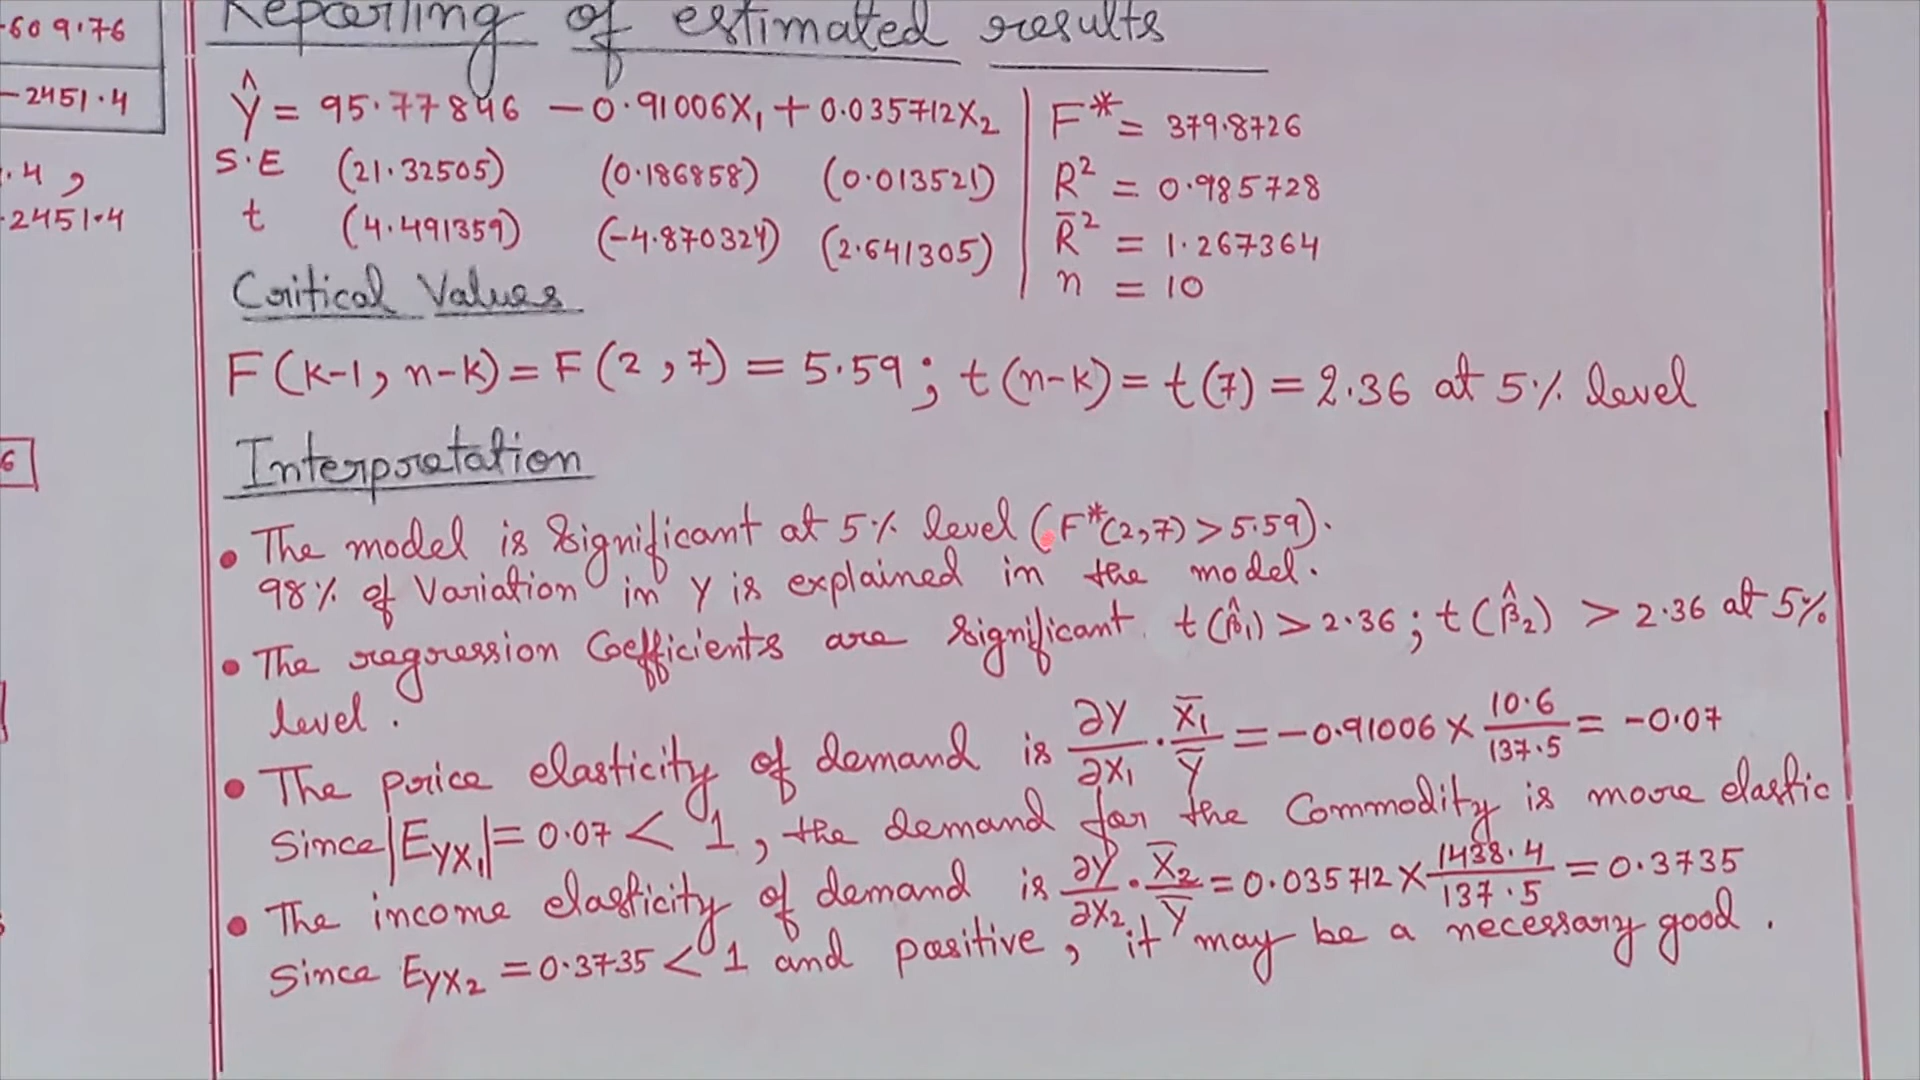 -609.76
-2451.4
.4,
-2451.4
6
Reporting of estimated results
Ŷ = 95.77846 - 0.91006X₁ + 0.035712X₂
S.E (21.32505) (0.186858) (0.013521)
t (4.491359) (-4.870324) (2.641305)
F* = 379.8726
R² = 0.985728
R̄² = 1.267364
n = 10
Critical Values
F(K-1, n-K) = F(2,7) = 5.59; t(n-K) = t(7) = 2.36 at 5% level
Interpretation
• The model is significant at 5% level (F*(2,7) > 5.59).
98% of Variation in Y is explained in the model.
• The regression Coefficients are significant. t(β̂₁) > 2.36; t(β̂₂) > 2.36 at 5%
level.
• The price elasticity of demand is ∂Y/∂X₁ . X̄₁/Ȳ = -0.91006 × 10.6/137.5 = -0.07
Since |EYX₁| = 0.07 < 1, the demand for the Commodity is more elastic
• The income elasticity of demand is ∂Y/∂X₂ . X̄₂/Ȳ = 0.035712 × 1438.4/137.5 = 0.3735
Since EYX₂ = 0.3735 < 1 and positive, it may be a necessary good.